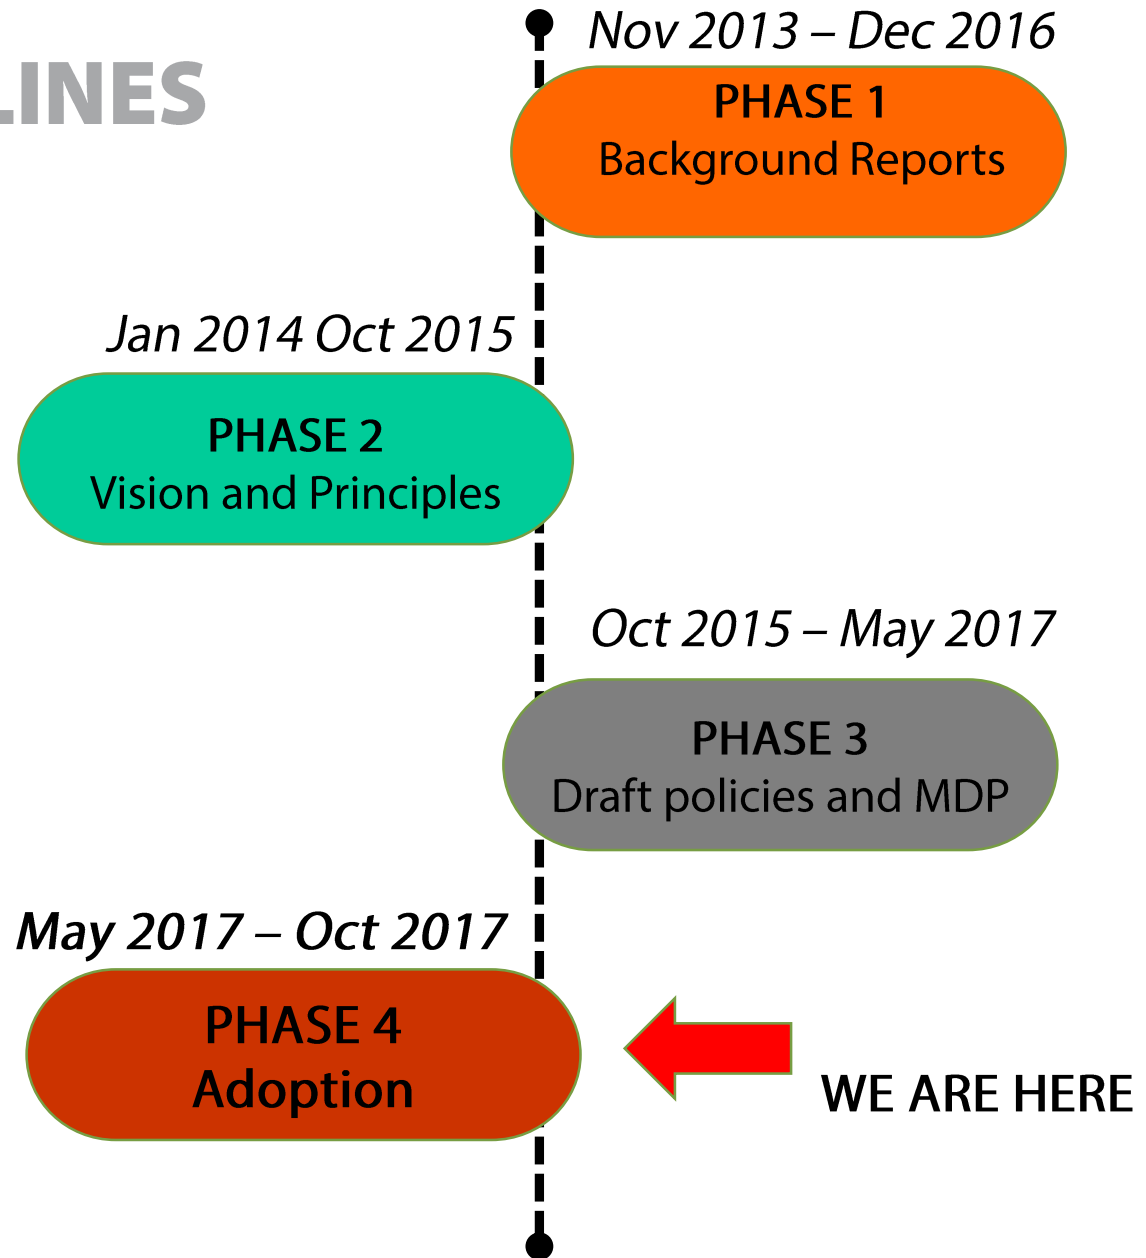 LINES
Nov 2013 – Dec 2016
PHASE 1
Background Reports
Jan 2014 Oct 2015
PHASE 2
Vision and Principles
Oct 2015 – May 2017
PHASE 3
Draft policies and MDP
May 2017 – Oct 2017
PHASE 4
Adoption
WE ARE HERE